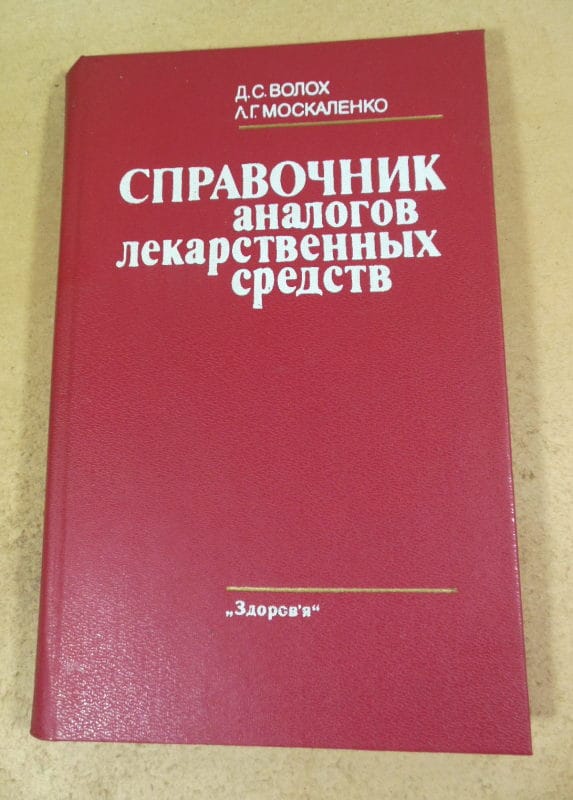 Д.С.ВОЛОХ
Л.Г.МОСКАЛЕНКО
СПРАВОЧНИК
аналогов
лекарственных
средств
„Здоров'я“